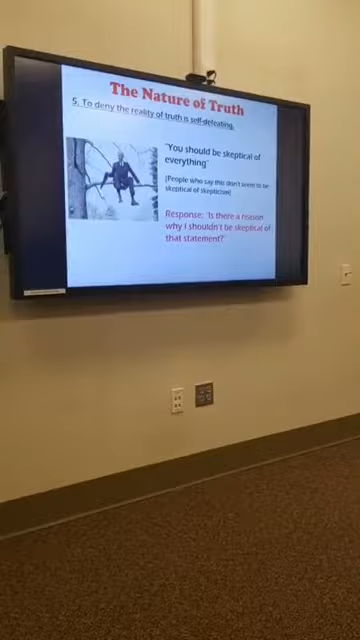 The Nature of Truth
5. To deny the reality of truth is self-defeating.
"You should be skeptical of
everything"
(People who say this don't seem to be
skeptical of skepticism)
Response: "Is there a reason
why I shouldn't be skeptical of
that statement?"